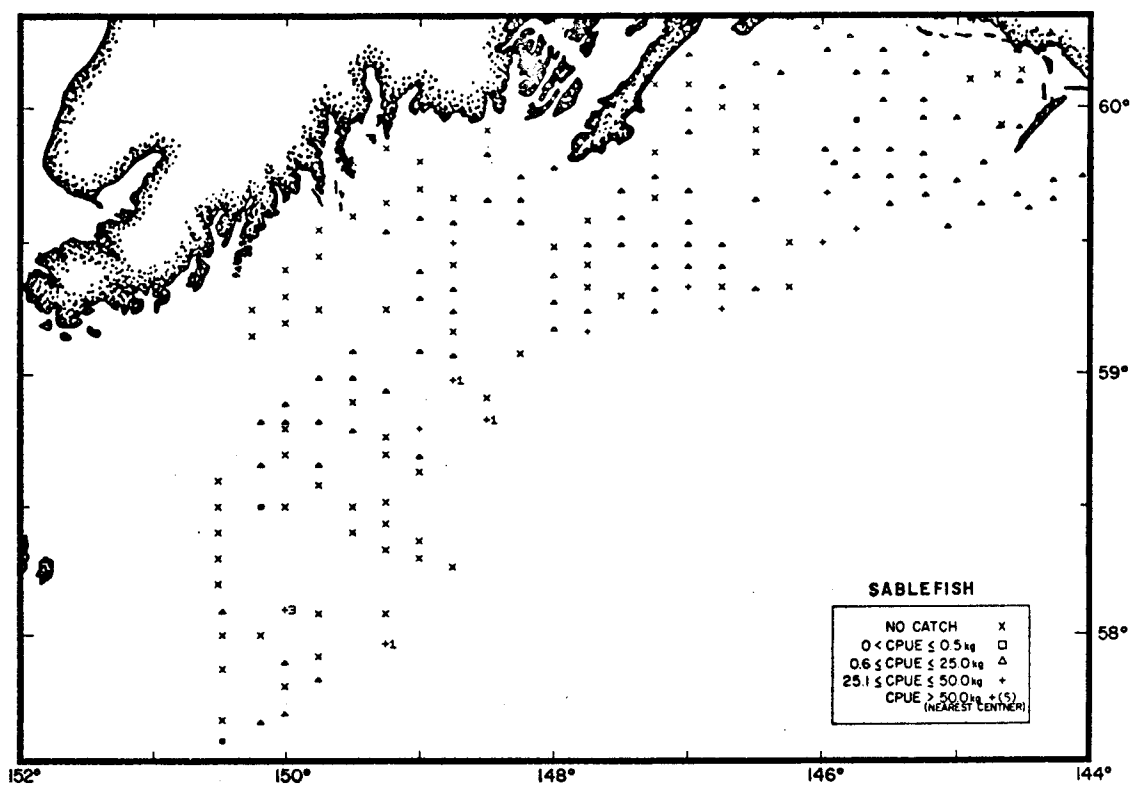 60°
+1
59°
+1
+3
+1
58°
SABLEFISH
NO CATCH x
0 < CPUE ≤ 0.5 kg □
0.6 ≤ CPUE ≤ 25.0 kg △
25.1 ≤ CPUE ≤ 50.0 kg +
CPUE > 50.0 kg +(5)
(NEAREST CENTNER)
152° 150° 148° 146° 144°